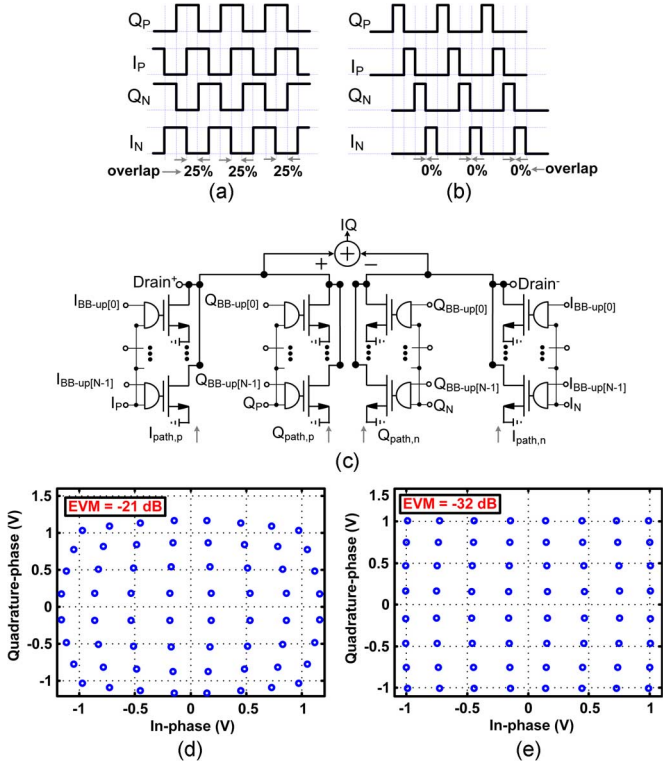 Q_P
I_P
Q_N
I_N
overlap 25% 25% 25%
(a)
Q_P
I_P
Q_N
I_N
0% 0% 0% overlap
(b)
IQ
+ + −
Drain⁺ Drain⁻
I_BB-up[0] Q_BB-up[0] Q_BB-up[0] I_BB-up[0]
I_BB-up[N-1] Q_BB-up[N-1] Q_BB-up[N-1] I_BB-up[N-1]
I_P Q_P Q_N I_N
I_path,p Q_path,p Q_path,n I_path,n
(c)
EVM = -21 dB
Quadrature-phase (V)
1.5
1
0.5
0
-0.5
-1
-1 -0.5 0 0.5 1
In-phase (V)
(d)
EVM = -32 dB
Quadrature-phase (V)
1.5
1
0.5
0
-0.5
-1
-1 -0.5 0 0.5 1
In-phase (V)
(e)